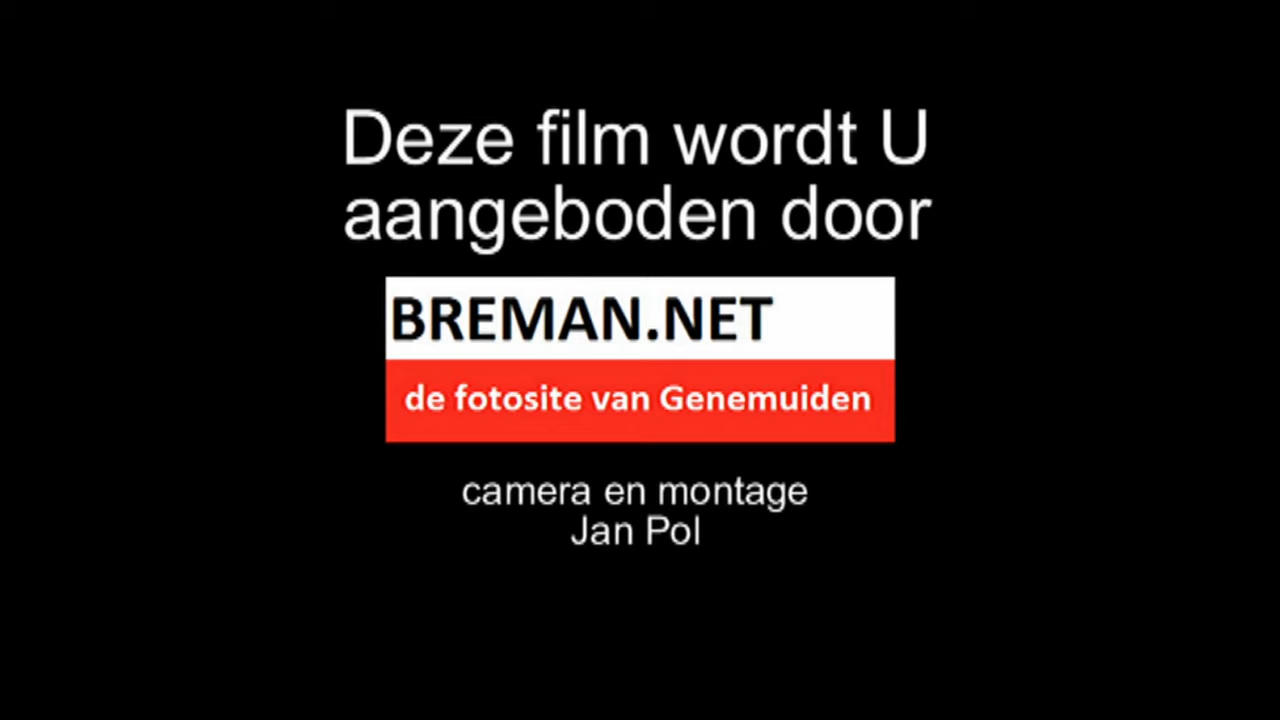 Deze film wordt U
aangeboden door
BREMAN.NET
de fotosite van Genemuiden
camera en montage
Jan Pol